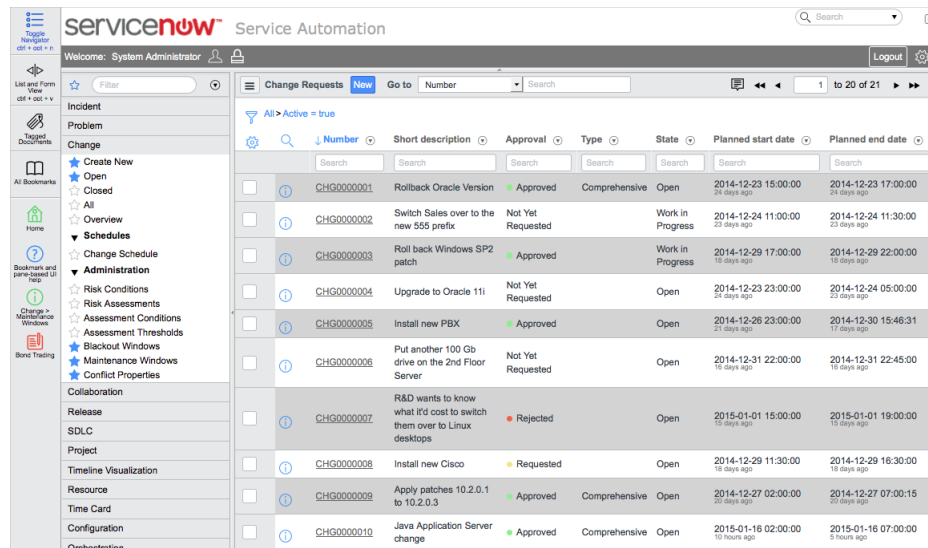 Toggle
Navigator
ctrl + opt + n
List and Form
View
ctrl + opt + v
Tagged
Documents
All Bookmarks
Home
Bookmark and
pane-based UI
help
Change >
Maintenance
Windows
Bond Trading
servicenow™ Service Automation
Search
Welcome: System Administrator
Logout
Filter
Incident
Problem
Change
Create New
Open
Closed
All
Overview
Schedules
Change Schedule
Administration
Risk Conditions
Risk Assessments
Assessment Conditions
Assessment Thresholds
Blackout Windows
Maintenance Windows
Conflict Properties
Collaboration
Release
SDLC
Project
Timeline Visualization
Resource
Time Card
Configuration
Orchestration
Change Requests New Go to Number Search 1 to 20 of 21
All > Active = true
↓ Number Short description Approval Type State Planned start date Planned end date
Search Search Search Search Search Search Search
CHG0000001 Rollback Oracle Version Approved Comprehensive Open 2014-12-23 15:00:00 2014-12-23 17:00:00
24 days ago 24 days ago
CHG0000002 Switch Sales over to the Not Yet Work in 2014-12-24 11:00:00 2014-12-24 11:30:00
new 555 prefix Requested Progress 23 days ago 23 days ago
CHG0000003 Roll back Windows SP2 Approved Work in 2014-12-29 17:00:00 2014-12-29 22:00:00
patch Progress 18 days ago 18 days ago
CHG0000004 Upgrade to Oracle 11i Not Yet Open 2014-12-23 23:00:00 2014-12-24 05:00:00
Requested 24 days ago 23 days ago
CHG0000005 Install new PBX Approved Open 2014-12-26 23:00:00 2014-12-30 15:46:31
21 days ago 17 days ago
CHG0000006 Put another 100 Gb Not Yet Open 2014-12-31 22:00:00 2014-12-31 22:45:00
drive on the 2nd Floor Requested 16 days ago 16 days ago
Server
CHG0000007 R&D wants to know Rejected Open 2015-01-01 15:00:00 2015-01-01 19:00:00
what it'd cost to switch 15 days ago 15 days ago
them over to Linux
desktops
CHG0000008 Install new Cisco Requested Open 2014-12-29 11:30:00 2014-12-29 16:30:00
18 days ago 18 days ago
CHG0000009 Apply patches 10.2.0.1 Approved Comprehensive Open 2014-12-27 02:00:00 2014-12-27 07:00:15
to 10.2.0.3 20 days ago 20 days ago
CHG0000010 Java Application Server Approved Comprehensive Open 2015-01-16 02:00:00 2015-01-16 07:00:00
change 10 hours ago 5 hours ago